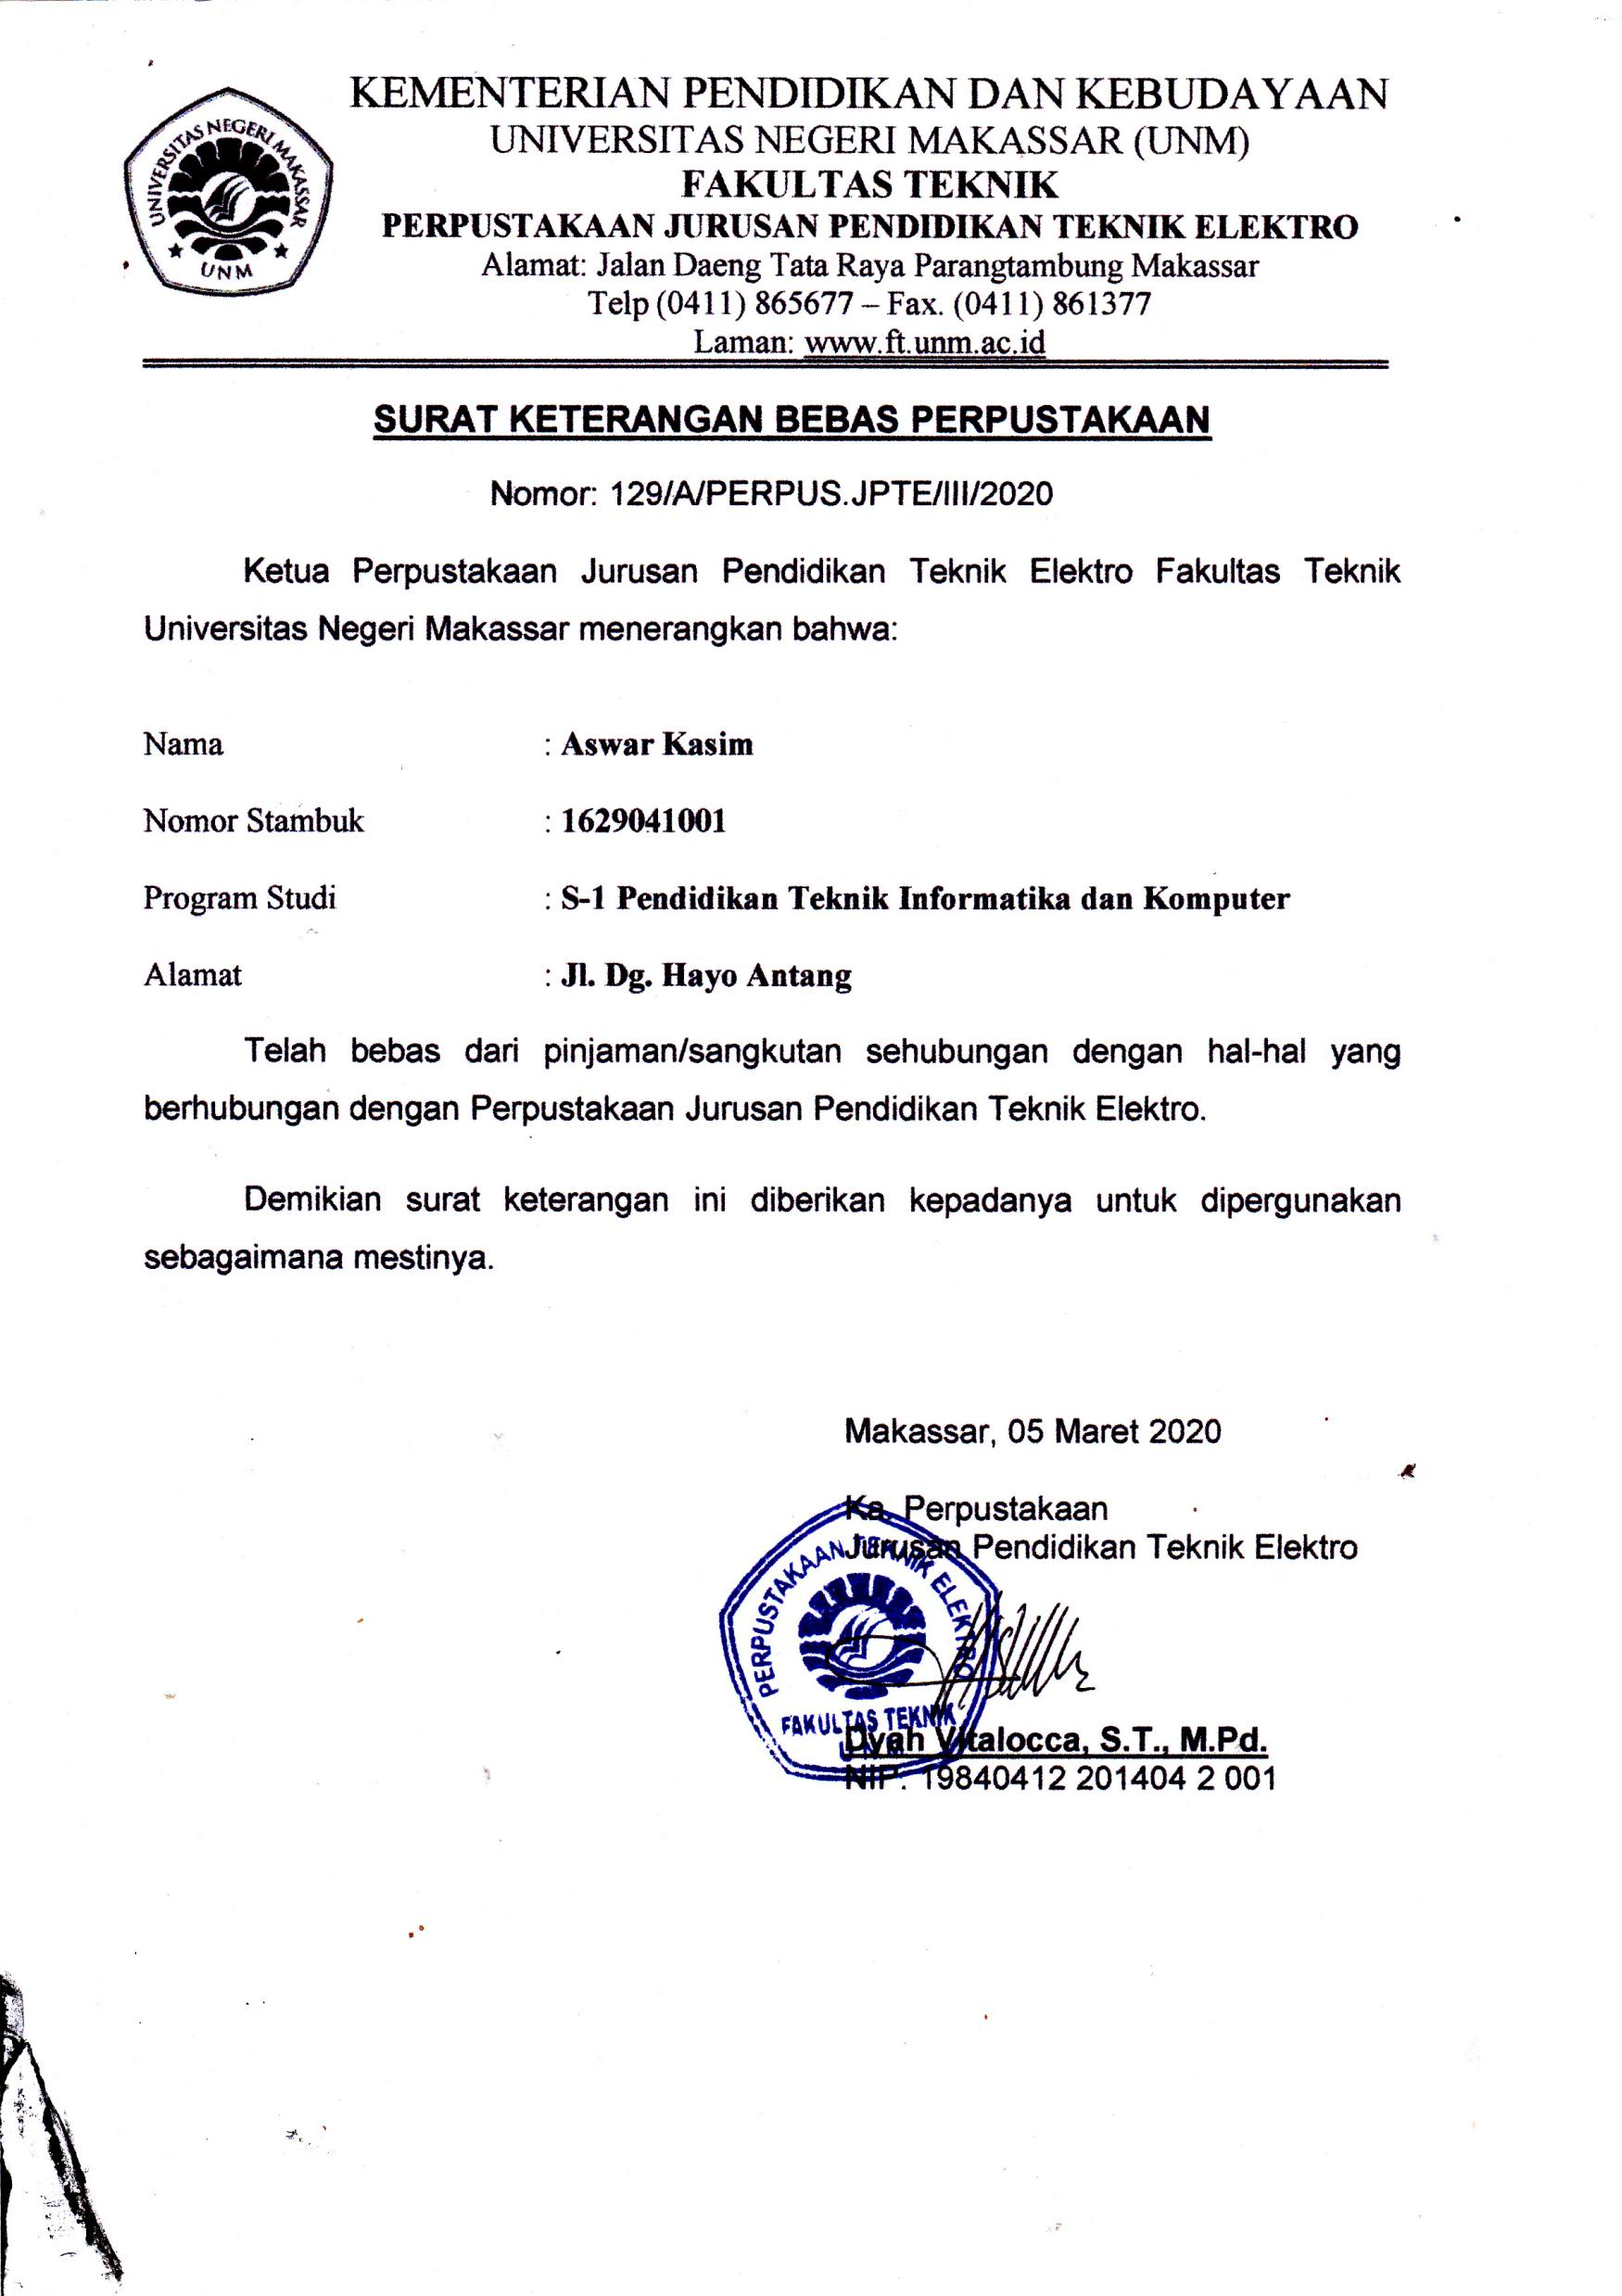 UNIVERSITAS NEGERI MAKASSAR
UNM
KEMENTERIAN PENDIDIKAN DAN KEBUDAYAAN
UNIVERSITAS NEGERI MAKASSAR (UNM)
FAKULTAS TEKNIK
PERPUSTAKAAN JURUSAN PENDIDIKAN TEKNIK ELEKTRO
Alamat: Jalan Daeng Tata Raya Parangtambung Makassar
Telp (0411) 865677 – Fax. (0411) 861377
Laman: www.ft.unm.ac.id
SURAT KETERANGAN BEBAS PERPUSTAKAAN
Nomor: 129/A/PERPUS.JPTE/III/2020
Ketua Perpustakaan Jurusan Pendidikan Teknik Elektro Fakultas Teknik
Universitas Negeri Makassar menerangkan bahwa:
Nama : Aswar Kasim
Nomor Stambuk : 1629041001
Program Studi : S-1 Pendidikan Teknik Informatika dan Komputer
Alamat : Jl. Dg. Hayo Antang
Telah bebas dari pinjaman/sangkutan sehubungan dengan hal-hal yang
berhubungan dengan Perpustakaan Jurusan Pendidikan Teknik Elektro.
Demikian surat keterangan ini diberikan kepadanya untuk dipergunakan
sebagaimana mestinya.
Makassar, 05 Maret 2020
Ka. Perpustakaan
Jurusan Pendidikan Teknik Elektro
PERPUSTAKAAN TEKNIK ELEKTRO
FAKULTAS TEKNIK
UNM
Dyah Vitalocca, S.T., M.Pd.
NIP. 19840412 201404 2 001